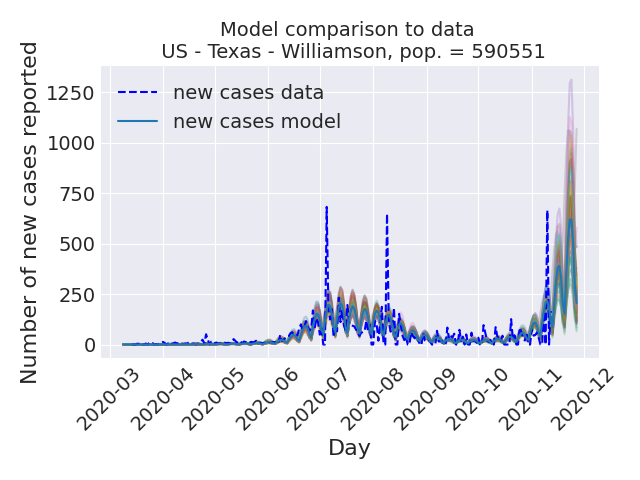 Model comparison to data
US - Texas - Williamson, pop. = 590551
Number of new cases reported
1250
1000
750
500
250
0
new cases data
new cases model
2020-03
2020-04
2020-05
2020-06
2020-07
2020-08
2020-09
2020-10
2020-11
2020-12
Day